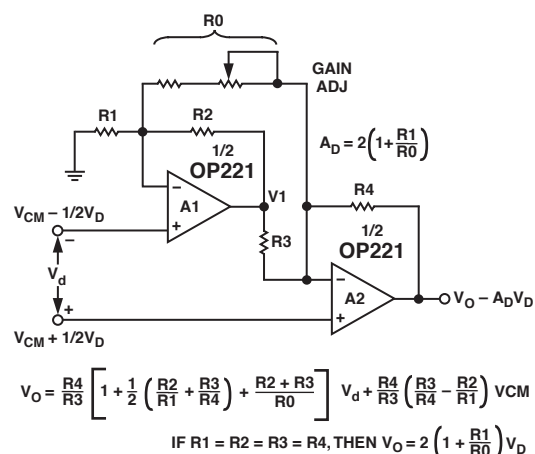 R0
GAIN
ADJ
R1
R2
A_D = 2(1+R1/R0)
1/2
OP221
R4
V_CM – 1/2V_D
–
A1
+
V1
R3
1/2
OP221
–
V_d
–
A2
+
V_O – A_DV_D
+
V_CM + 1/2V_D
V_O = R4/R3 [1 + 1/2 (R2/R1 + R3/R4) + R2 + R3/R0] V_d + R4/R3 (R3/R4 – R2/R1) VCM
IF R1 = R2 = R3 = R4, THEN V_O = 2 (1 + R1/R0) V_D